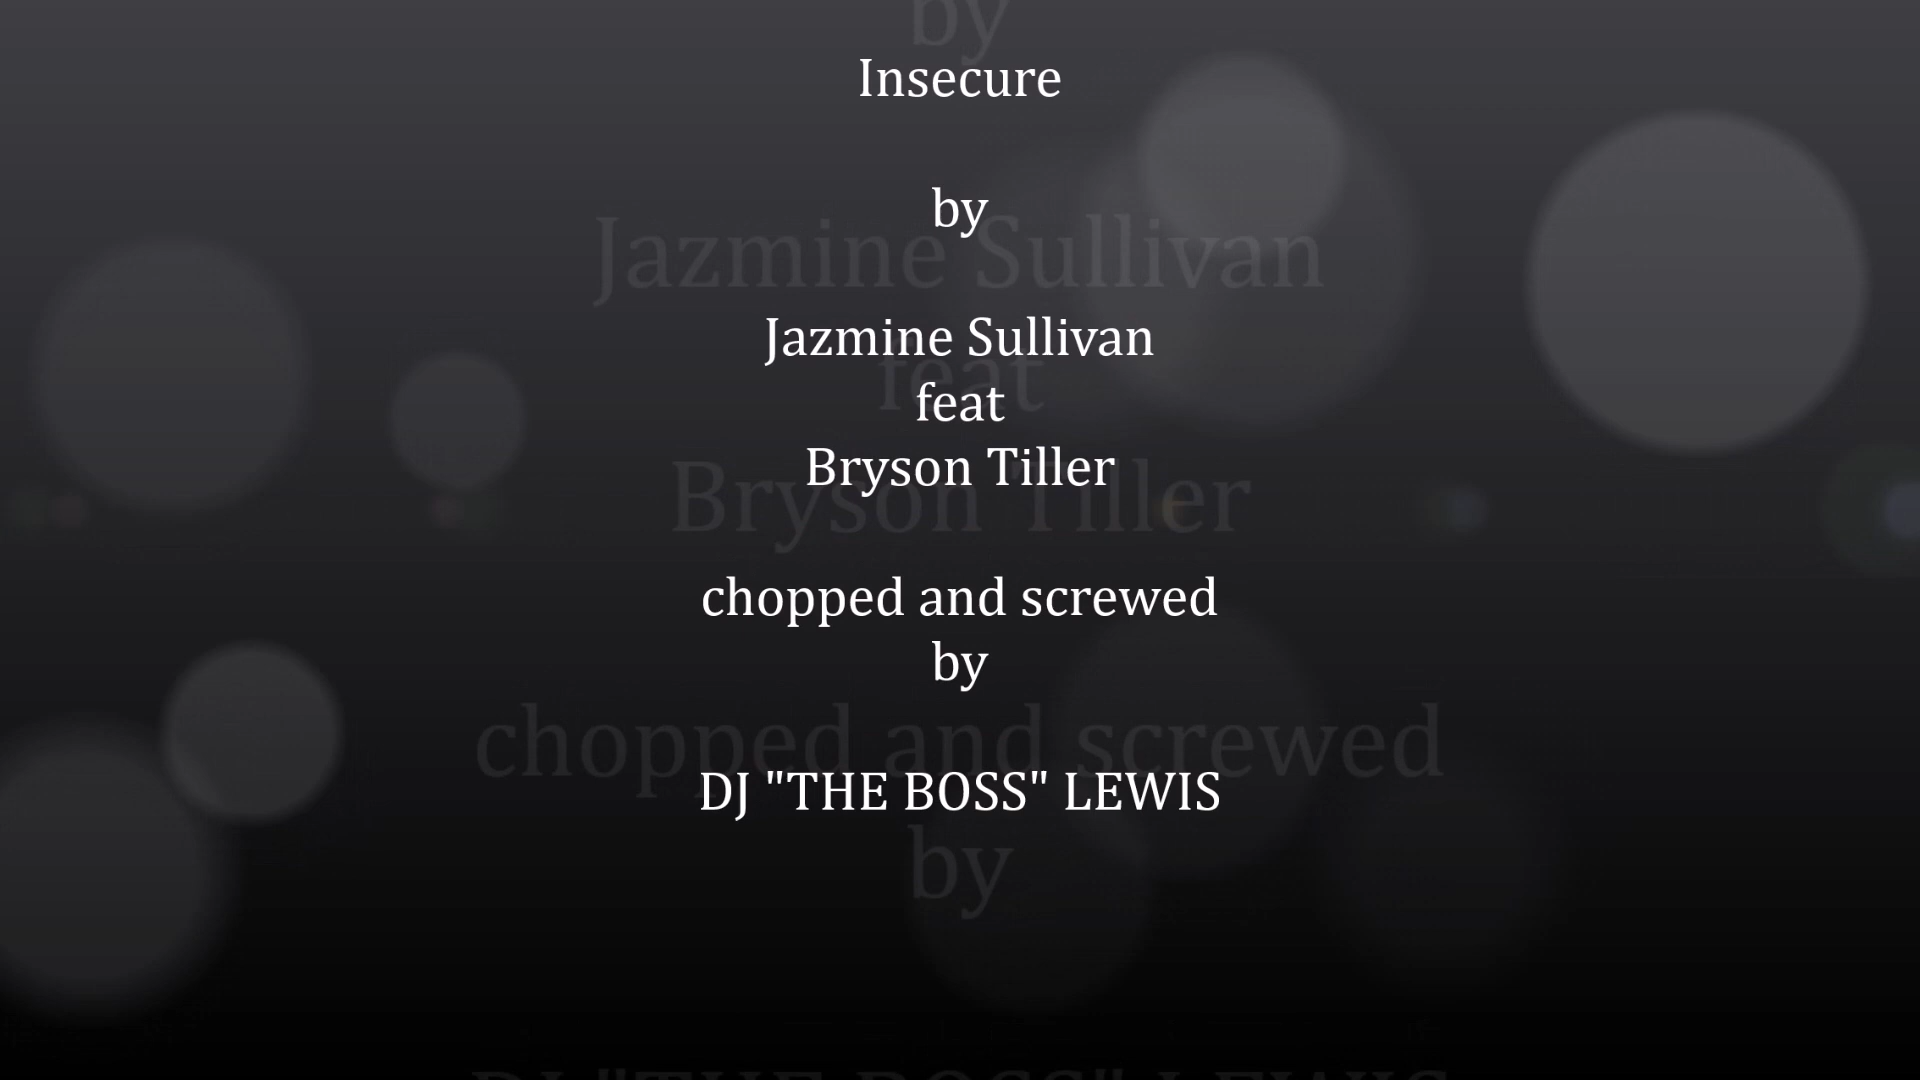 Insecure
by
Jazmine Sullivan
feat
Bryson Tiller
chopped and screwed
by
DJ "THE BOSS" LEWIS